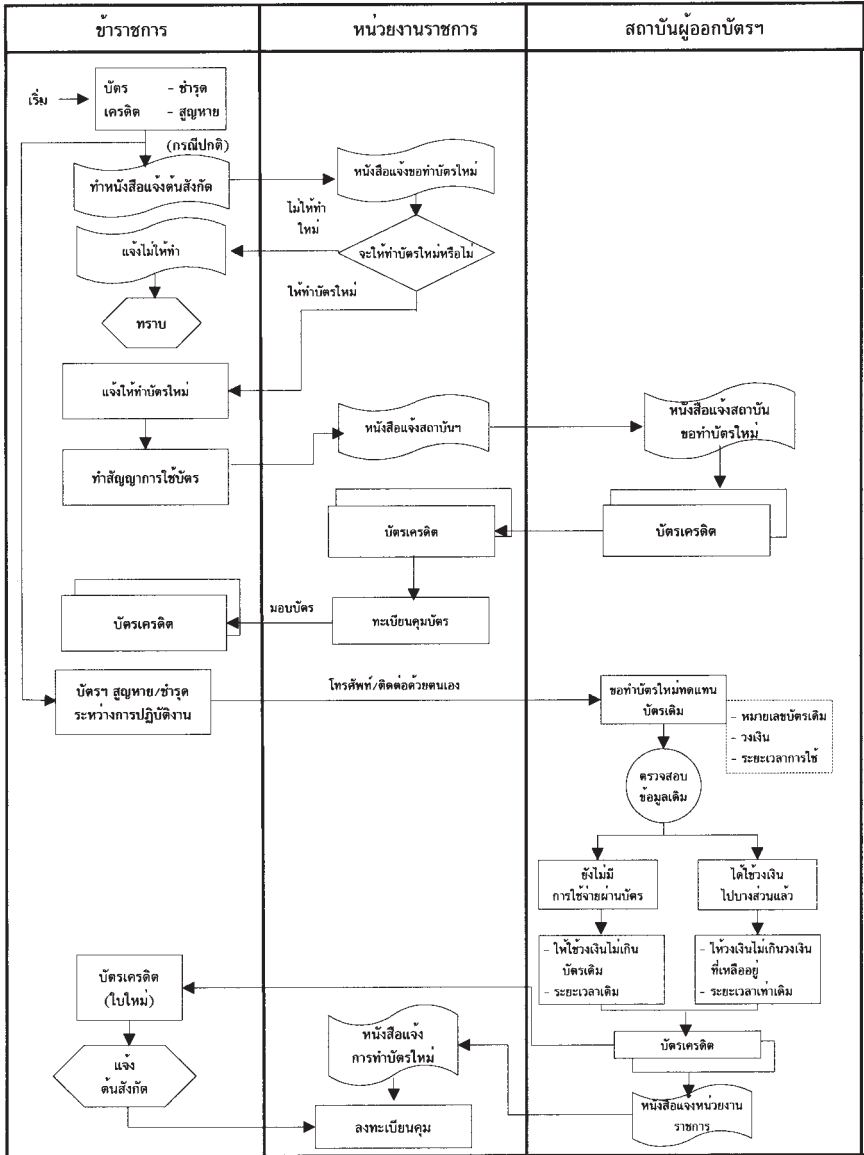 ข้าราชการ
หน่วยงานราชการ
สถาบันผู้ออกบัตรฯ
เริ่ม
บัตร - ชำรุด
เครดิต - สูญหาย
(กรณีปกติ)
ทำหนังสือแจ้งต้นสังกัด
หนังสือแจ้งขอทำบัตรใหม่
ไม่ให้ทำ
ใหม่
แจ้งไม่ให้ทำ
จะให้ทำบัตรใหม่หรือไม่
ให้ทำบัตรใหม่
ทราบ
แจ้งให้ทำบัตรใหม่
หนังสือแจ้งสถาบันฯ
หนังสือแจ้งสถาบัน
ขอทำบัตรใหม่
ทำสัญญาการใช้บัตร
บัตรเครดิต
บัตรเครดิต
มอบบัตร
บัตรเครดิต
ทะเบียนคุมบัตร
บัตรฯ สูญหาย/ชำรุด
ระหว่างการปฏิบัติงาน
โทรศัพท์/ติดต่อด้วยตนเอง
ขอทำบัตรใหม่ทดแทน
บัตรเดิม
- หมายเลขบัตรเดิม
- วงเงิน
- ระยะเวลาการใช้
ตรวจสอบ
ข้อมูลเดิม
ยังไม่มี
การใช้จ่ายผ่านบัตร
ได้ใช้วงเงิน
ไปบางส่วนแล้ว
- ให้ใช้วงเงินไม่เกิน
บัตรเดิม
- ระยะเวลาเดิม
- ให้วงเงินไม่เกินวงเงิน
ที่เหลืออยู่
- ระยะเวลาเท่าเดิม
บัตรเครดิต
(ใบใหม่)
หนังสือแจ้ง
การทำบัตรใหม่
บัตรเครดิต
แจ้ง
ต้นสังกัด
ลงทะเบียนคุม
หนังสือแจ้งหน่วยงาน
ราชการ